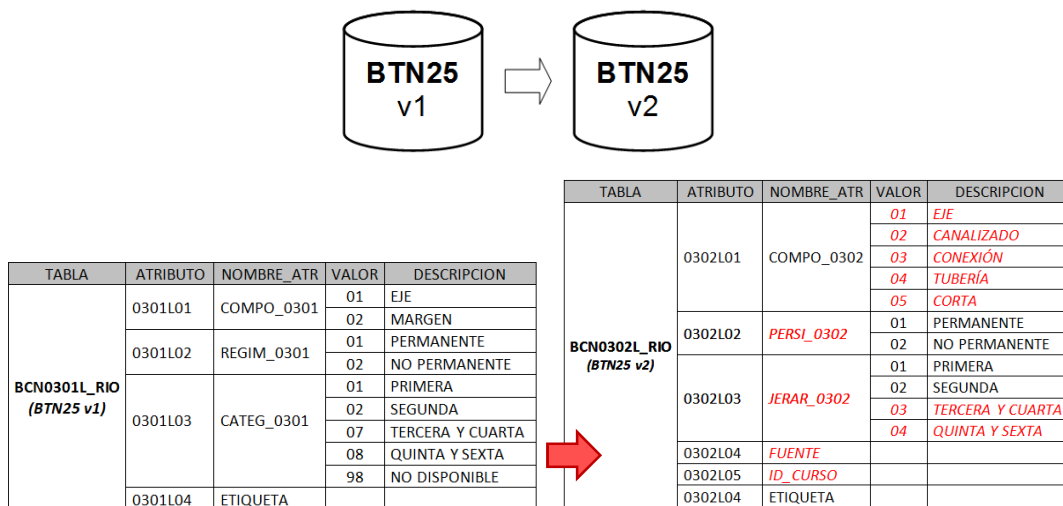 BTN25
v1
BTN25
v2
TABLA ATRIBUTO NOMBRE_ATR VALOR DESCRIPCION
BCN0301L_RIO
(BTN25 v1)
0301L01 COMPO_0301 01 EJE
02 MARGEN
0301L02 REGIM_0301 01 PERMANENTE
02 NO PERMANENTE
0301L03 CATEG_0301 01 PRIMERA
02 SEGUNDA
07 TERCERA Y CUARTA
08 QUINTA Y SEXTA
98 NO DISPONIBLE
0301L04 ETIQUETA
TABLA ATRIBUTO NOMBRE_ATR VALOR DESCRIPCION
BCN0302L_RIO
(BTN25 v2)
0302L01 COMPO_0302 01 EJE
02 CANALIZADO
03 CONEXIÓN
04 TUBERÍA
05 CORTA
0302L02 PERSI_0302 01 PERMANENTE
02 NO PERMANENTE
0302L03 JERAR_0302 01 PRIMERA
02 SEGUNDA
03 TERCERA Y CUARTA
04 QUINTA Y SEXTA
0302L04 FUENTE
0302L05 ID_CURSO
0302L04 ETIQUETA